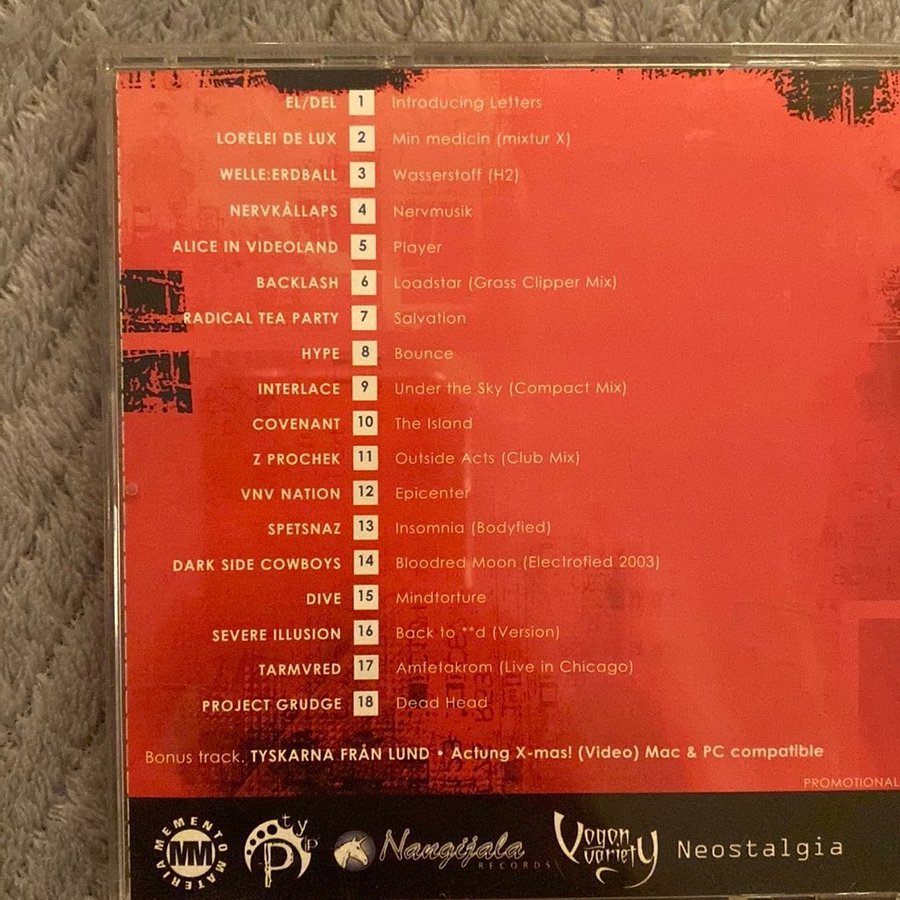 EL/DEL 1 Introducing Letters
LORELEI DE LUX 2 Min medicin (mixtur X)
WELLE:ERDBALL 3 Wasserstoff (H2)
NERVKÅLLAPS 4 Nervmusik
ALICE IN VIDEOLAND 5 Player
BACKLASH 6 Loadstar (Grass Clipper Mix)
RADICAL TEA PARTY 7 Salvation
HYPE 8 Bounce
INTERLACE 9 Under the Sky (Compact Mix)
COVENANT 10 The Island
Z PROCHEK 11 Outside Acts (Club Mix)
VNV NATION 12 Epicenter
SPETSNAZ 13 Insomnia (Bodyfied)
DARK SIDE COWBOYS 14 Bloodred Moon (Electrofied 2003)
DIVE 15 Mindtorture
SEVERE ILLUSION 16 Back to **d (Version)
TARMVRED 17 Amfetakrom (Live in Chicago)
PROJECT GRUDGE 18 Dead Head
Bonus track. TYSKARNA FRÅN LUND • Actung X-mas! (Video) Mac & PC compatible
PROMOTIONAL
MEMENTO MATERIA
MM
Nangijala
RECORDS
Vogon
variety
Neostalgia